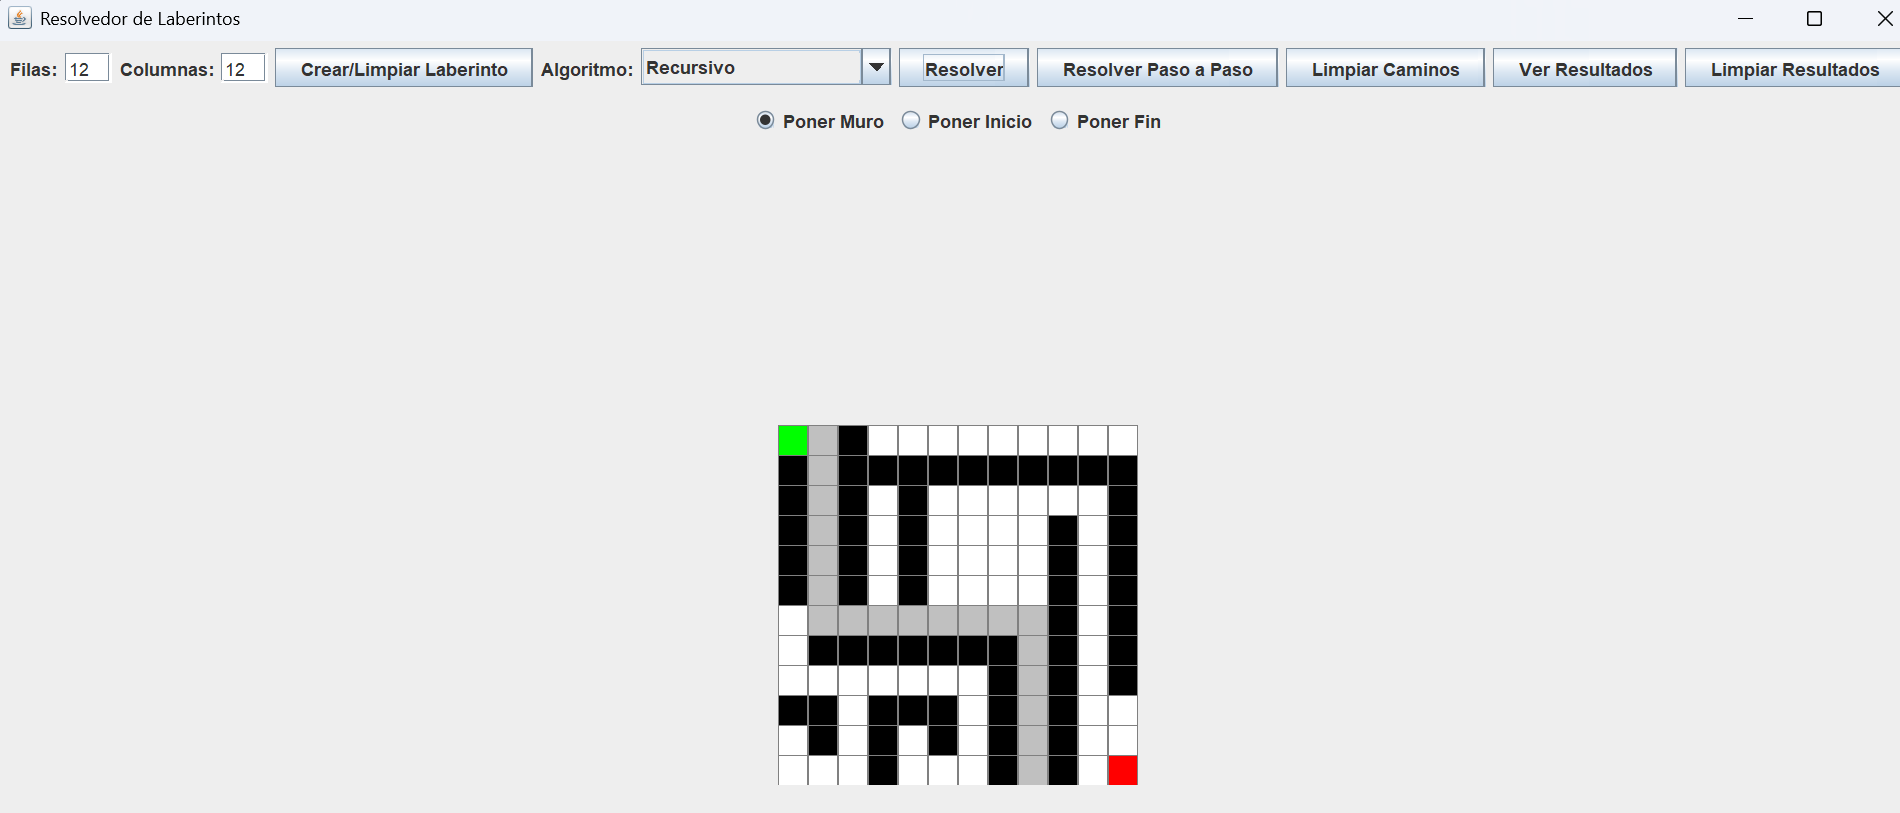 Resolvedor de Laberintos
Filas: 12 Columnas: 12 Crear/Limpiar Laberinto Algoritmo: Recursivo Resolver Resolver Paso a Paso Limpiar Caminos Ver Resultados Limpiar Resultados
Poner Muro Poner Inicio Poner Fin